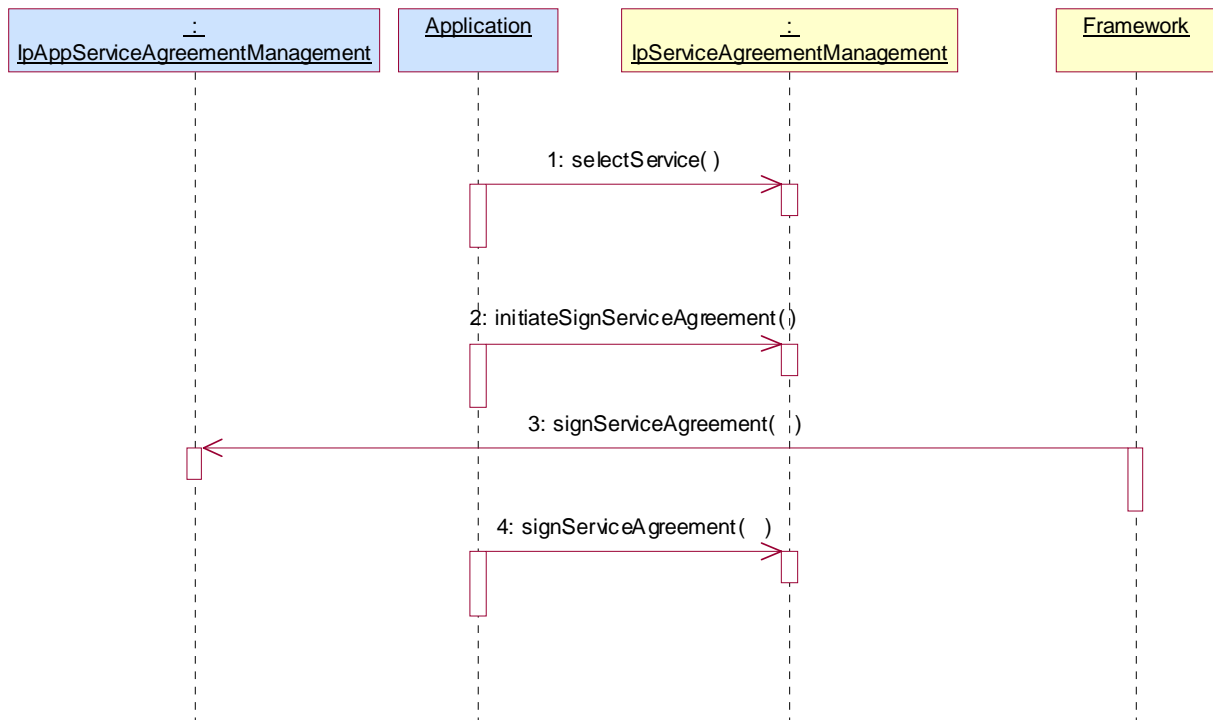 :
IpAppServiceAgreementManagement
Application
:
IpServiceAgreementManagement
Framework
1: selectService( )
2: initiateSignServiceAgreement( )
3: signServiceAgreement( )
4: signServiceAgreement( )